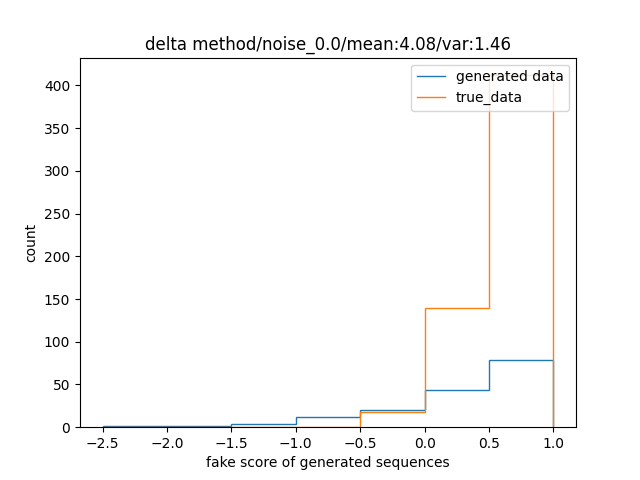 delta method/noise_0.0/mean:4.08/var:1.46
generated data
true_data
count
400
350
300
250
200
150
100
50
0
−2.5 −2.0 −1.5 −1.0 −0.5 0.0 0.5 1.0
fake score of generated sequences